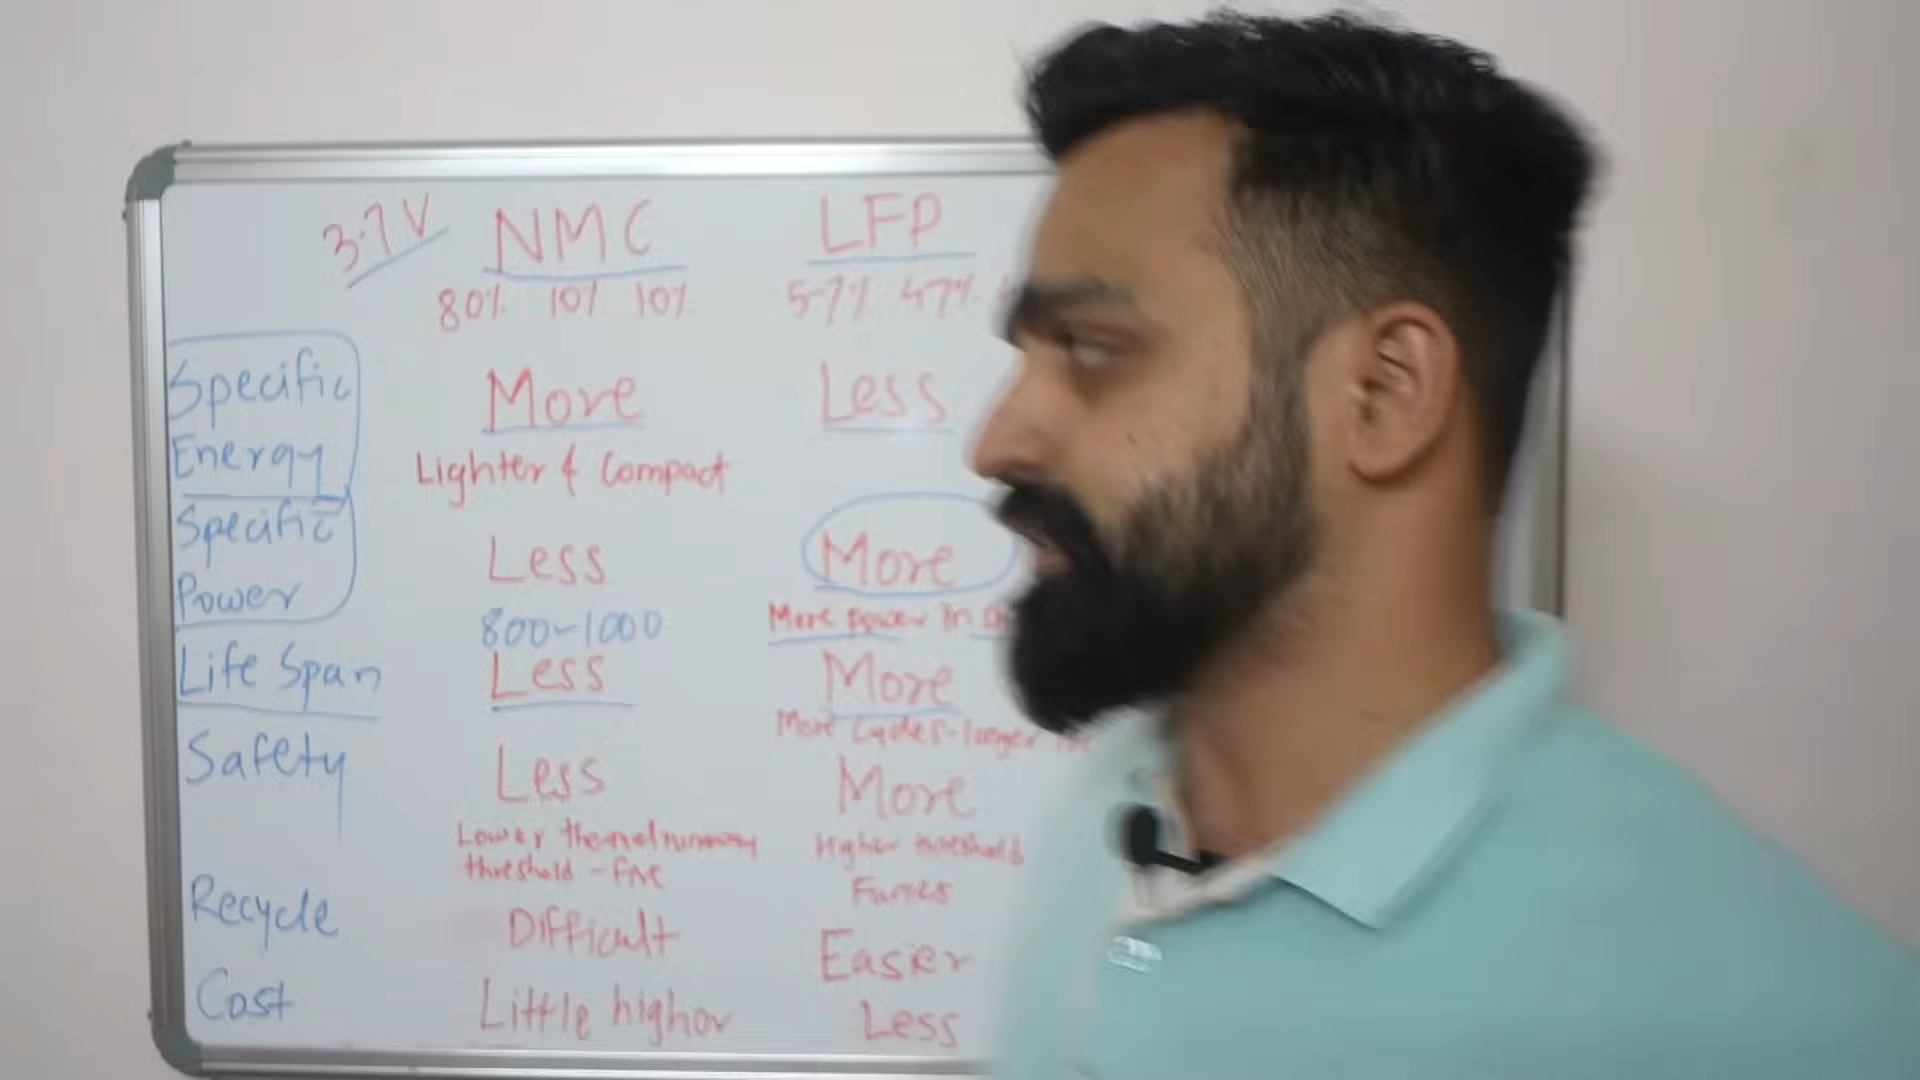 3.7 V NMC LFP
80% 10% 10% 5-7% 47%
Specific More Less
Energy Lighter & Compact
Specific Less More
Power 800-1000 More power in
Life Span Less More
More cycles-longer
Safety Less More
Lower thermal runaway Higher threshold
threshold - fire Fumes
Recycle Difficult Easier
Cost Little higher Less